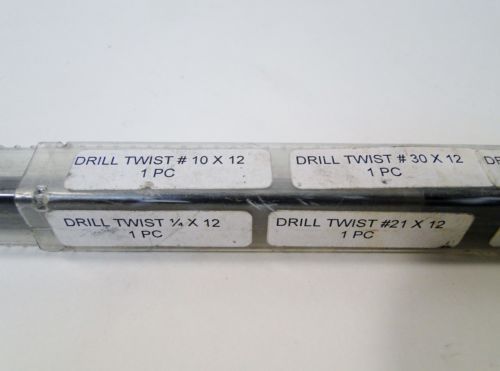 DRILL TWIST # 10 X 12
1 PC
DRILL TWIST # 30 X 12
1 PC
DRILL TWIST ¼ X 12
1 PC
DRILL TWIST #21 X 12
1 PC